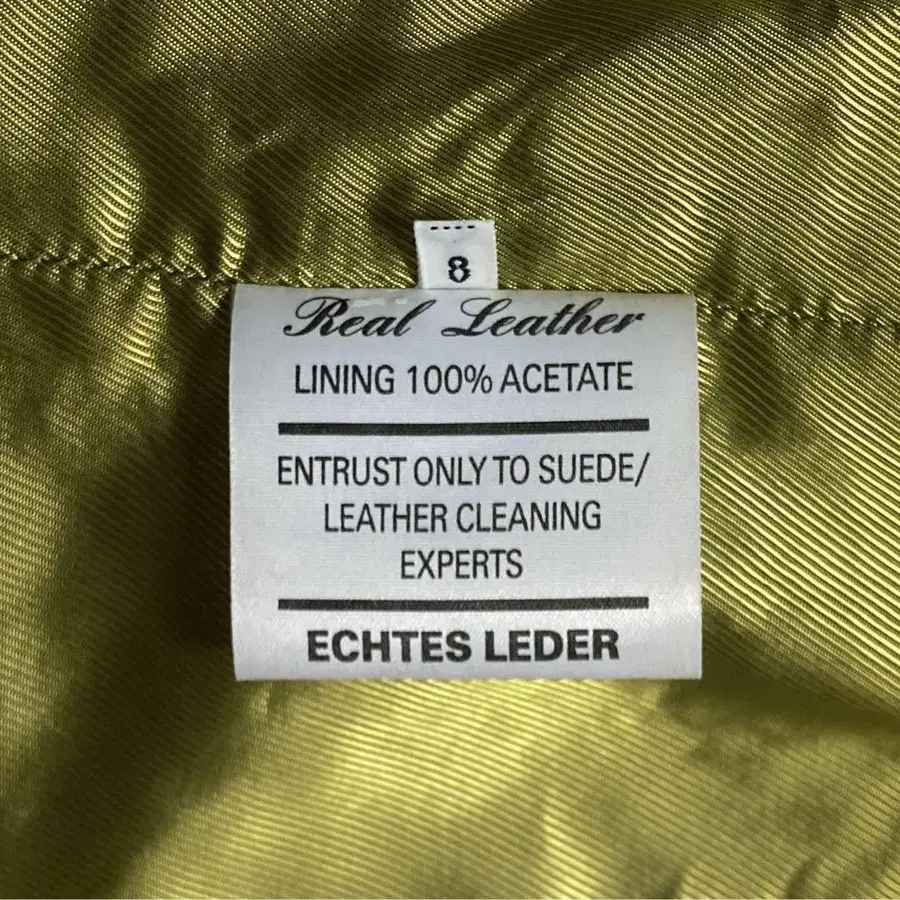 8
Real Leather
LINING 100% ACETATE
ENTRUST ONLY TO SUEDE/
LEATHER CLEANING
EXPERTS
ECHTES LEDER